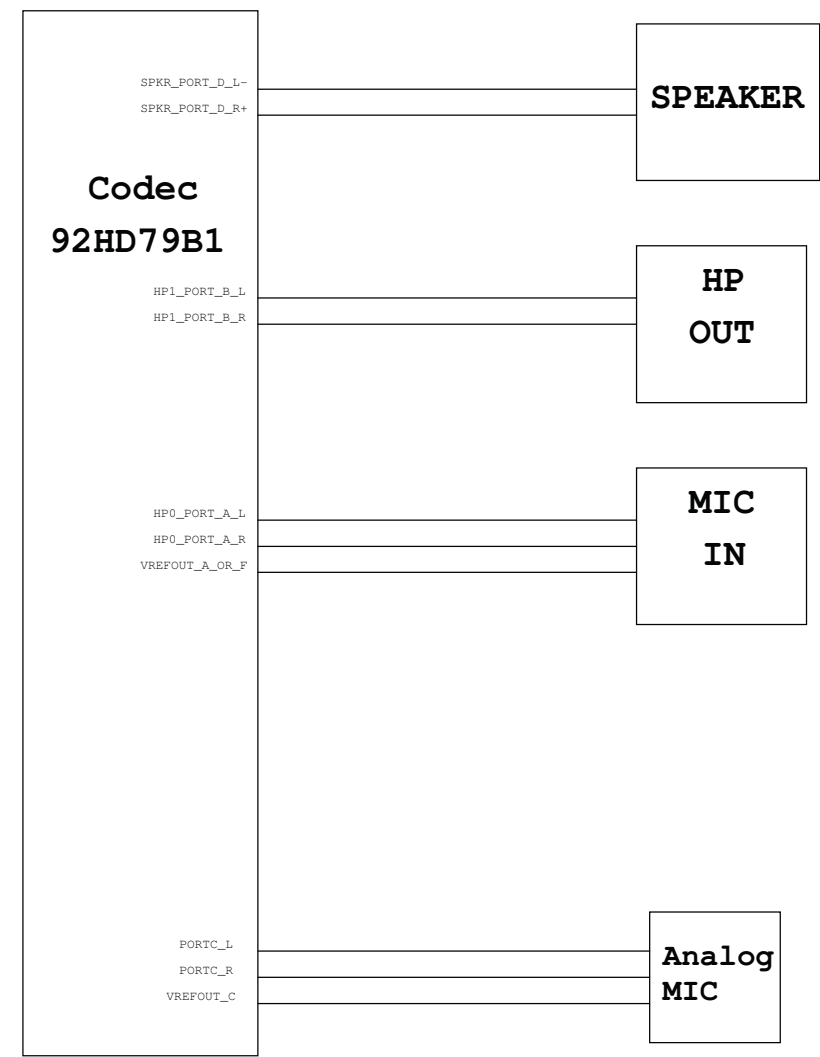 SPKR_PORT_D_L-
SPKR_PORT_D_R+
SPEAKER
Codec
92HD79B1
HP1_PORT_B_L
HP1_PORT_B_R
HP
OUT
HP0_PORT_A_L
HP0_PORT_A_R
VREFOUT_A_OR_F
MIC
IN
PORTC_L
PORTC_R
VREFOUT_C
Analog
MIC